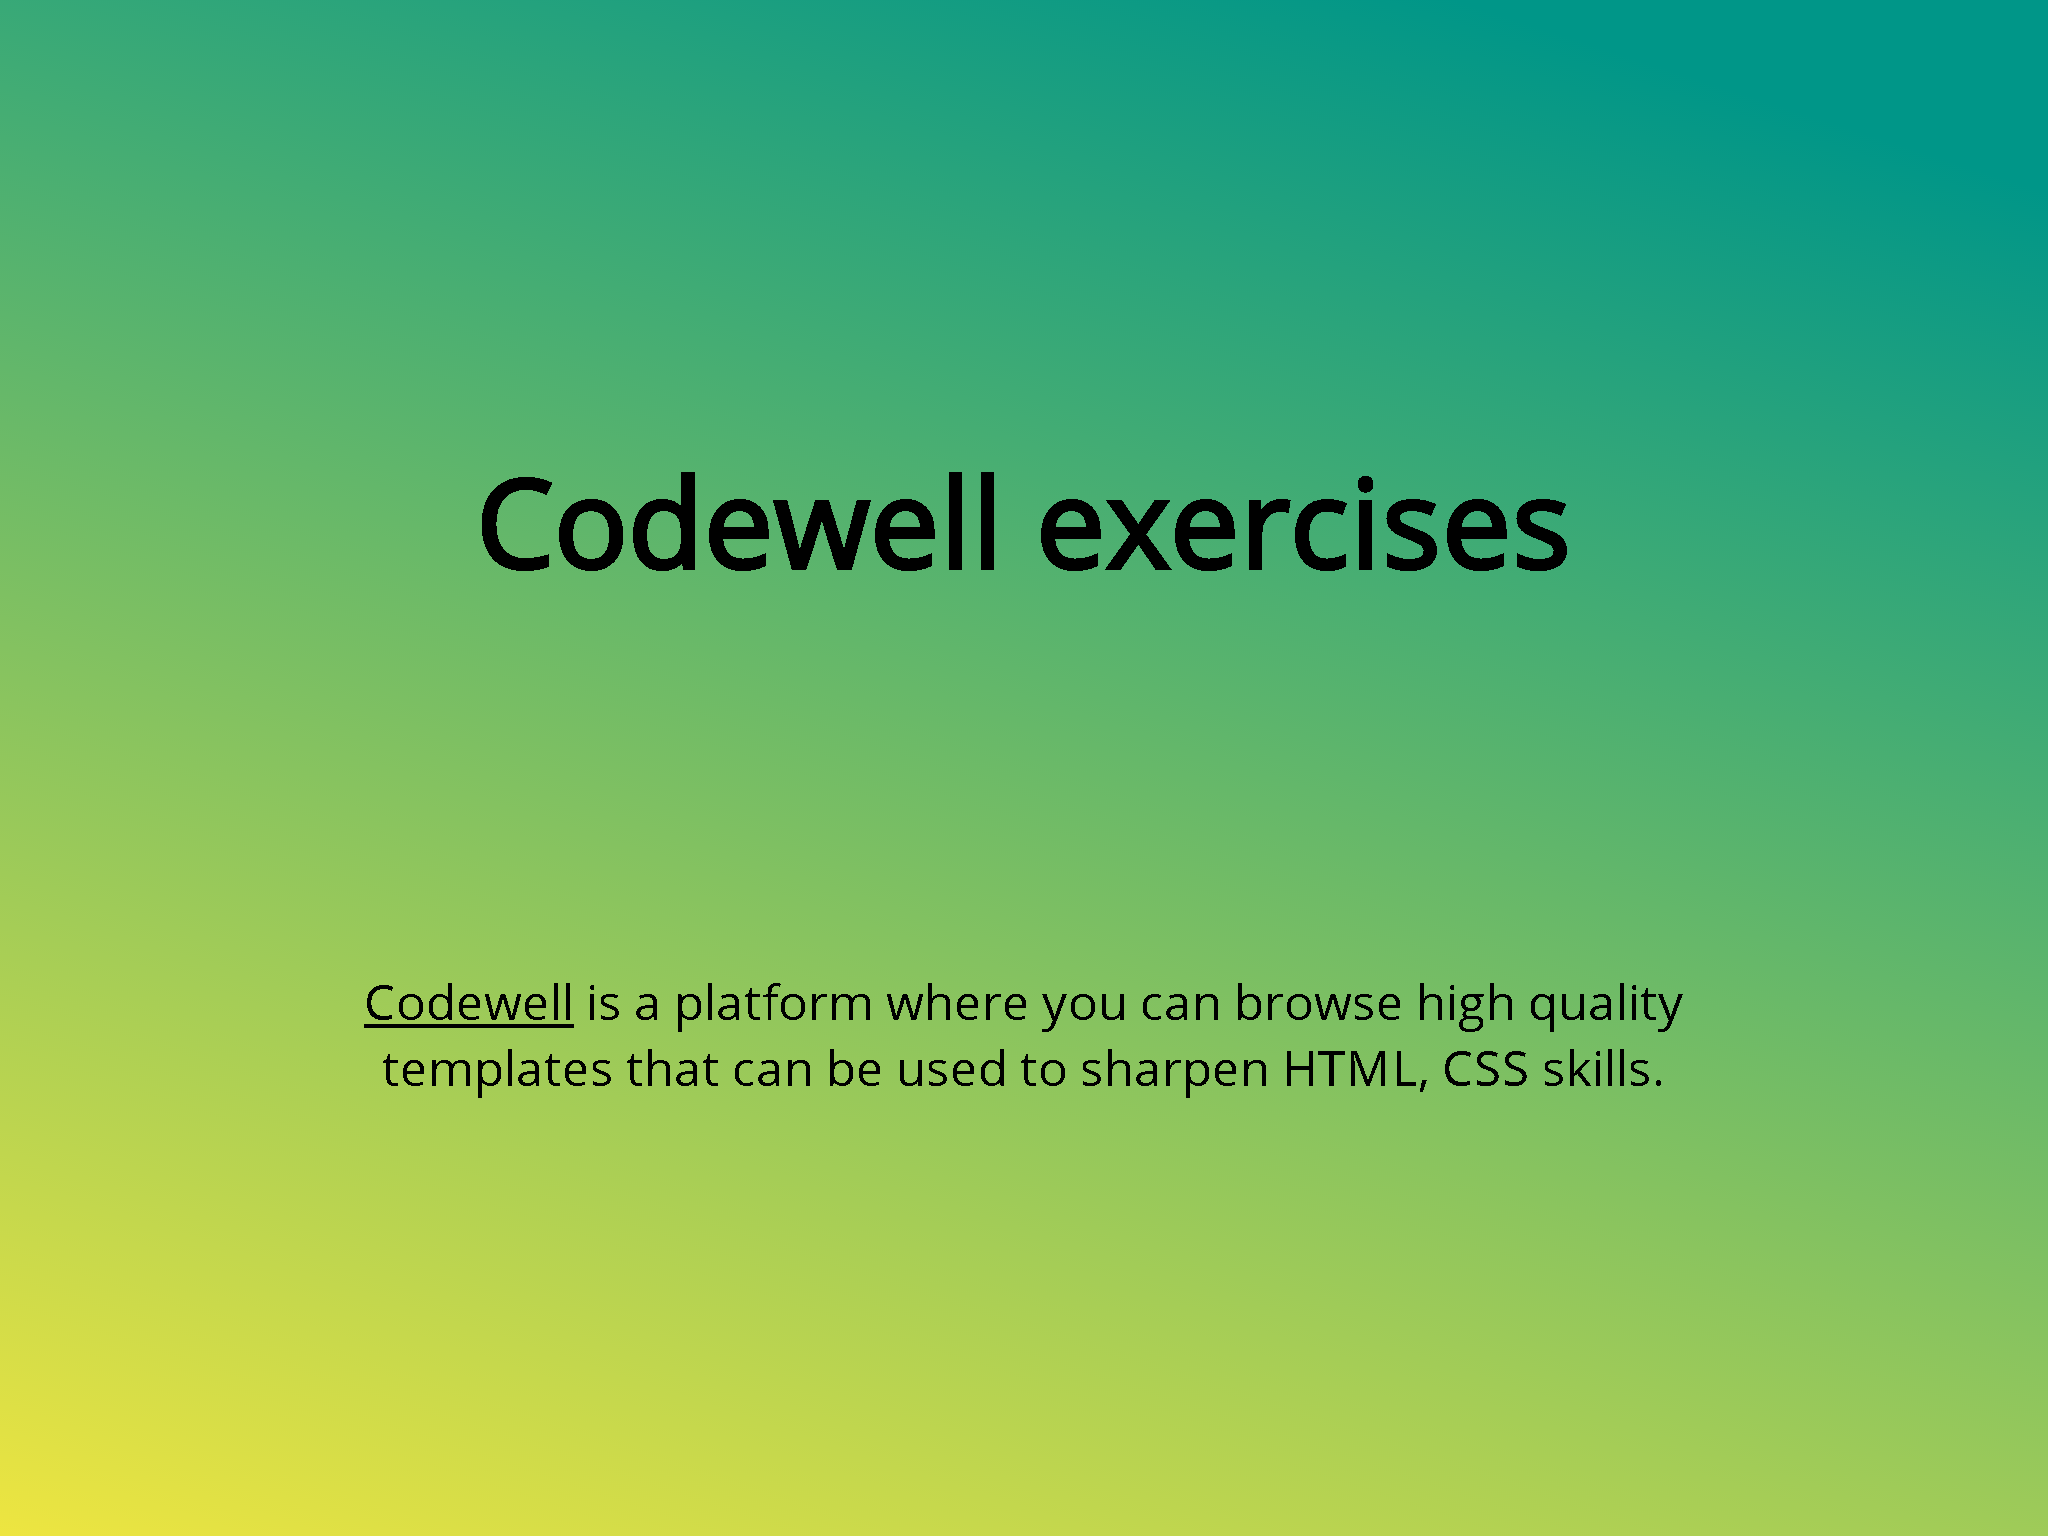 Codewell exercises
Codewell is a platform where you can browse high quality
templates that can be used to sharpen HTML, CSS skills.